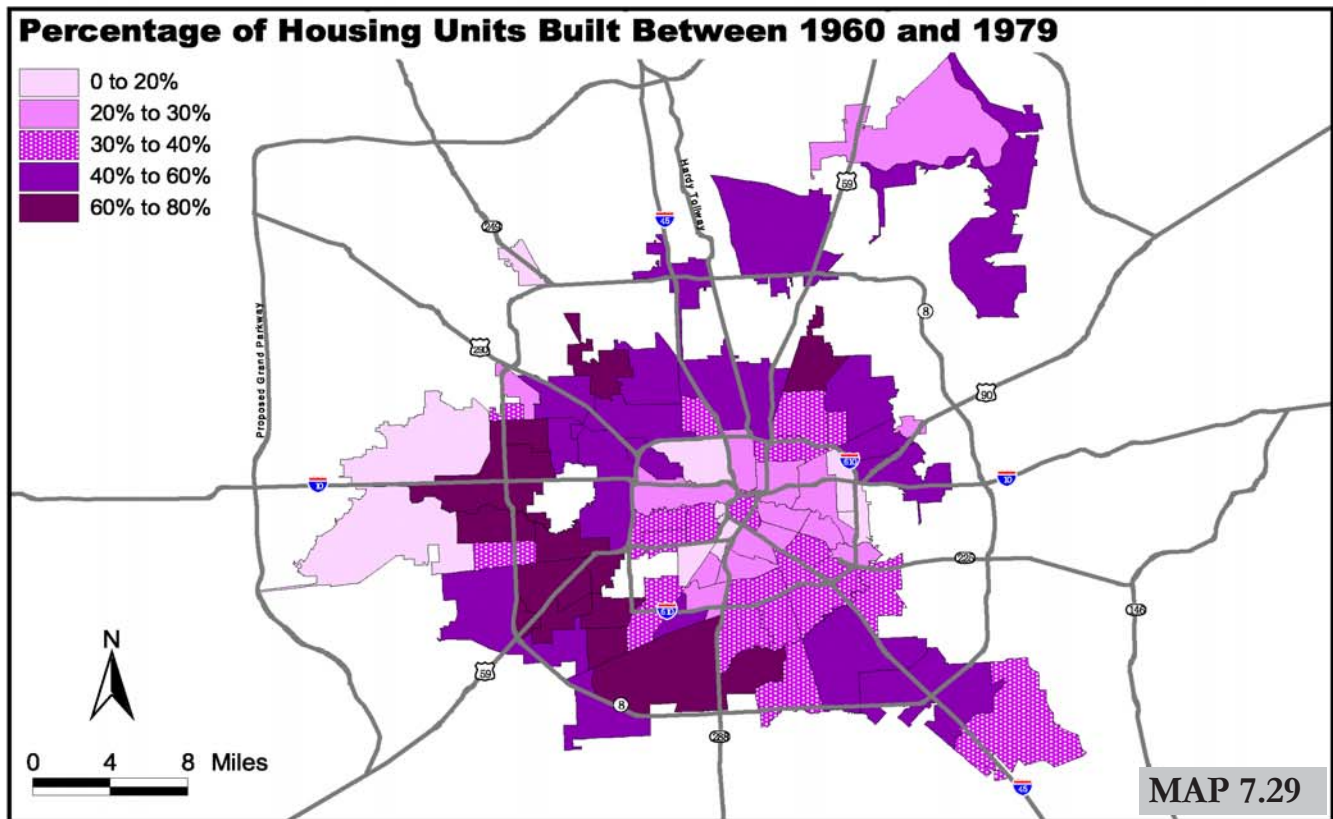 Percentage of Housing Units Built Between 1960 and 1979
0 to 20%
20% to 30%
30% to 40%
40% to 60%
60% to 80%
Hardy Tollway
59
45
249
8
Proposed Grand Parkway
290
90
610
10
10
225
610
146
N
59
8
288
0 4 8 Miles
45
MAP 7.29